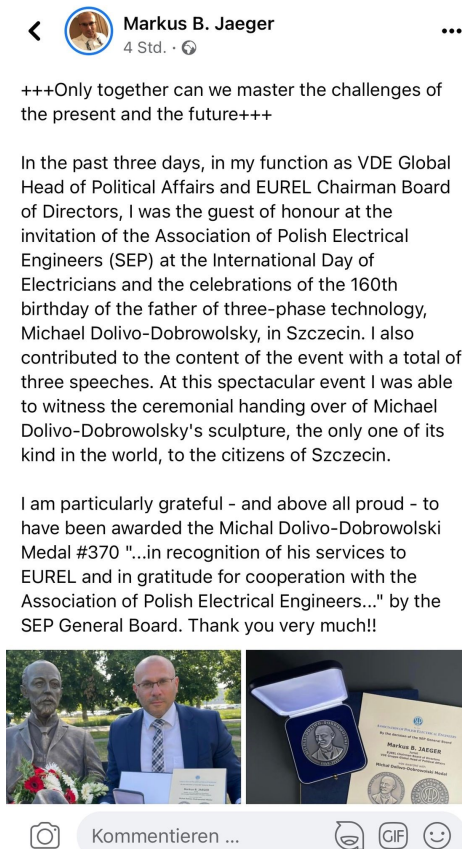 Markus B. Jaeger
4 Std. ·
+++Only together can we master the challenges of
the present and the future+++
In the past three days, in my function as VDE Global
Head of Political Affairs and EUREL Chairman Board
of Directors, I was the guest of honour at the
invitation of the Association of Polish Electrical
Engineers (SEP) at the International Day of
Electricians and the celebrations of the 160th
birthday of the father of three-phase technology,
Michael Dolivo-Dobrowolsky, in Szczecin. I also
contributed to the content of the event with a total of
three speeches. At this spectacular event I was able
to witness the ceremonial handing over of Michael
Dolivo-Dobrowolsky's sculpture, the only one of its
kind in the world, to the citizens of Szczecin.
I am particularly grateful - and above all proud - to
have been awarded the Michal Dolivo-Dobrowolski
Medal #370 "...in recognition of his services to
EUREL and in gratitude for cooperation with the
Association of Polish Electrical Engineers..." by the
SEP General Board. Thank you very much!!
Markus B. JAEGER
Michal Dolivo-Dobrowolski Medal
Kommentieren ...
GIF